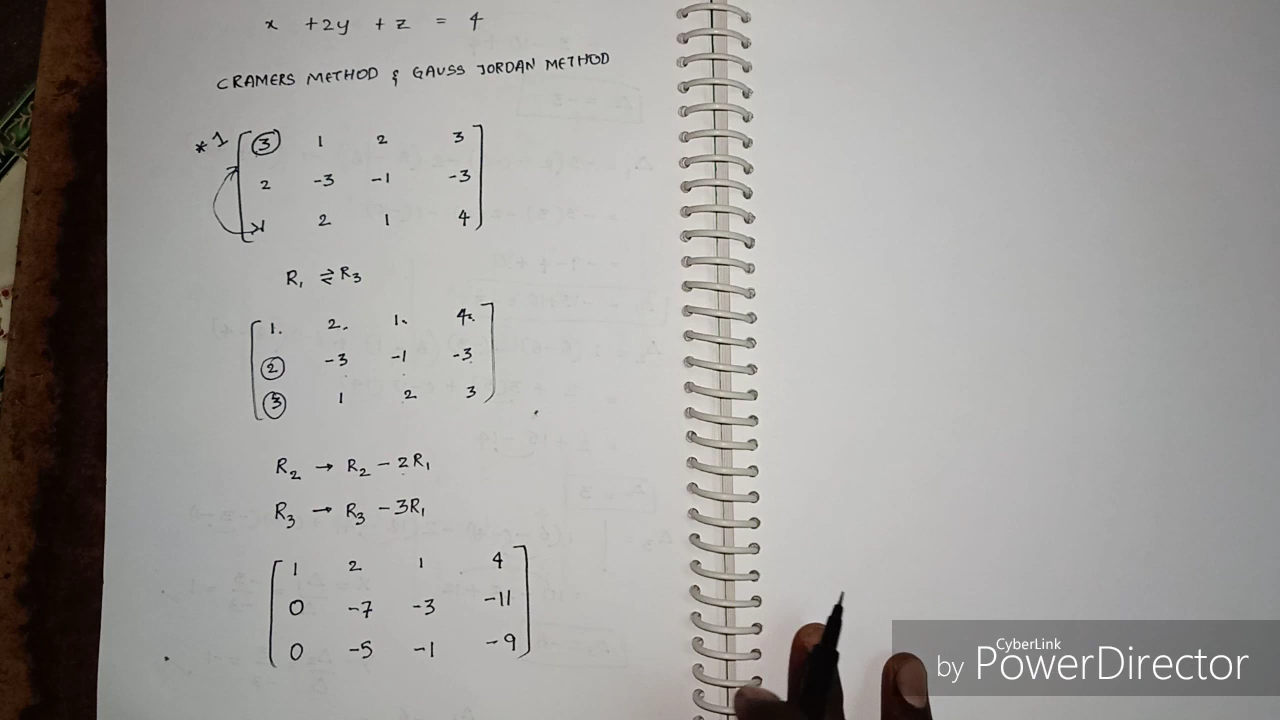 x + 2y + z = 4
CRAMERS METHOD & GAUSS JORDAN METHOD
*1
3 1 2 3
2 -3 -1 -3
1 2 1 4
R₁ ⇄ R₃
1. 2. 1. 4.
2 -3 -1 -3
3 1 2 3
R₂ → R₂ - 2R₁
R₃ → R₃ - 3R₁
1 2 1 4
0 -7 -3 -11
0 -5 -1 -9
by CyberLink PowerDirector